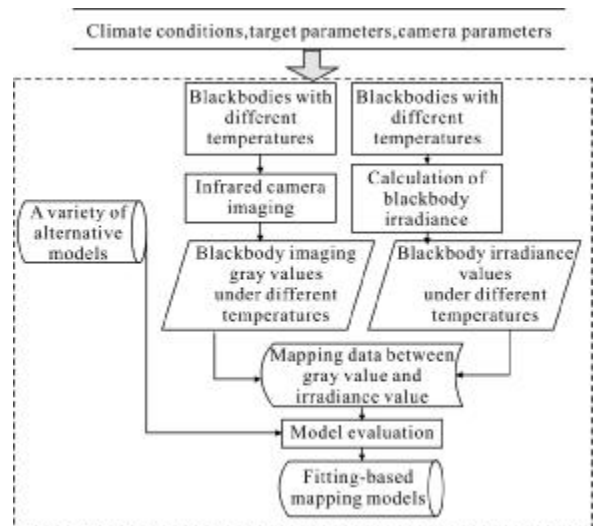 Climate conditions,target parameters,camera parameters
Blackbodies with
different
temperatures
Blackbodies with
different
temperatures
Infrared camera
imaging
Calculation of
blackbody
irradiance
A variety of
alternative
models
Blackbody imaging
gray values
under different
temperatures
Blackbody irradiance
values
under different
temperatures
Mapping data between
gray value and
irradiance value
Model evaluation
Fitting-based
mapping models